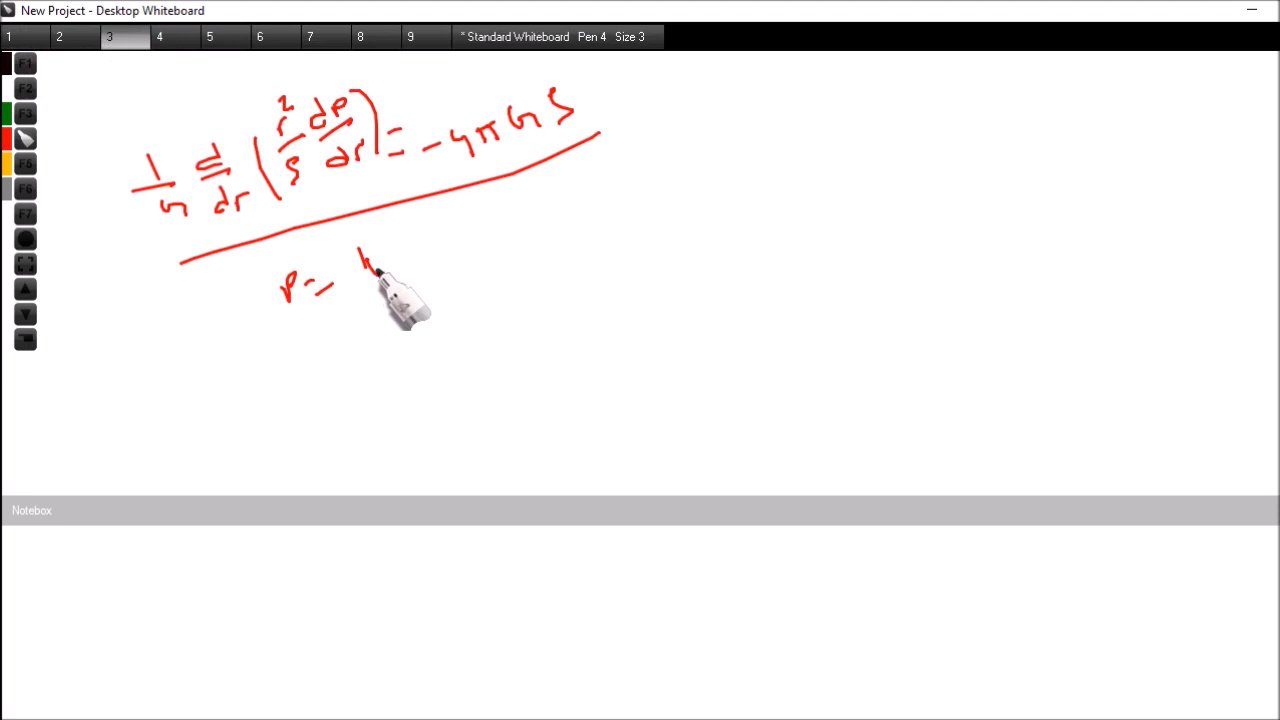 New Project - Desktop Whiteboard
1 2 3 4 5 6 7 8 9 * Standard Whiteboard Pen 4 Size 3
F1
F2
F3
F5
F6
F7
1/r d/dr (r²/ρ dP/dr) = -4πGρ
P =
Notebox